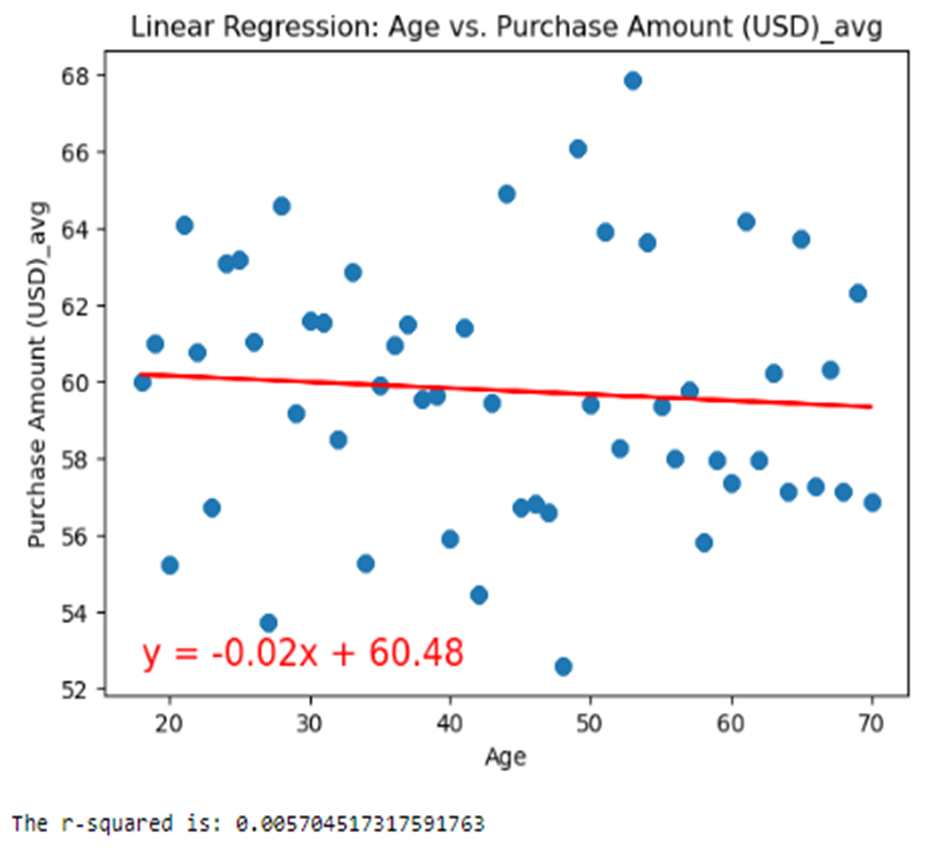 Linear Regression: Age vs. Purchase Amount (USD)_avg
Purchase Amount (USD)_avg
68
66
64
62
60
58
56
54
52
y = -0.02x + 60.48
20 30 40 50 60 70
Age
The r-squared is: 0.005704517317591763